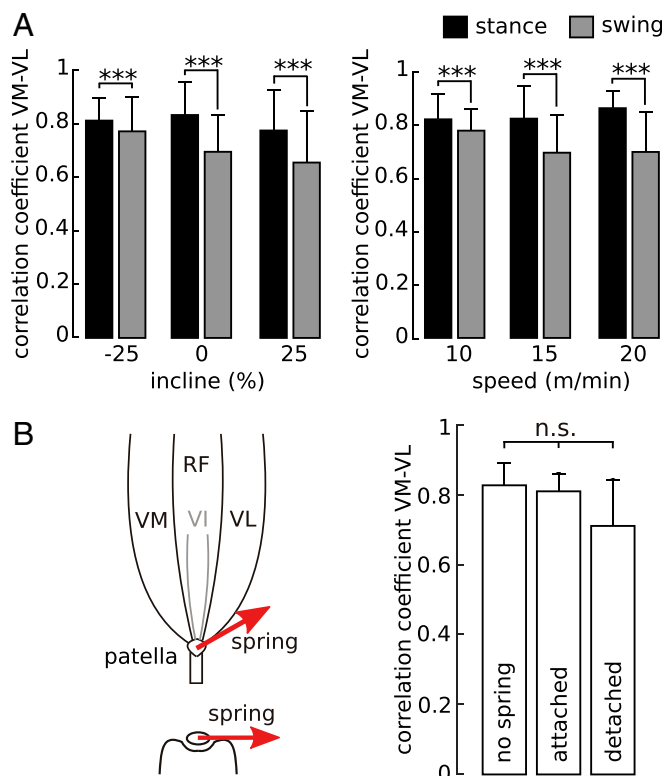 A
stance
swing
correlation coefficient VM-VL
1
0.8
0.6
0.4
0.2
0
***
***
***
-25
0
25
incline (%)
correlation coefficient VM-VL
1
0.8
0.6
0.4
0.2
0
***
***
***
10
15
20
speed (m/min)
B
RF
VM
VI
VL
spring
patella
spring
correlation coefficient VM-VL
1
0.8
0.6
0.4
0.2
0
n.s.
no spring
attached
detached